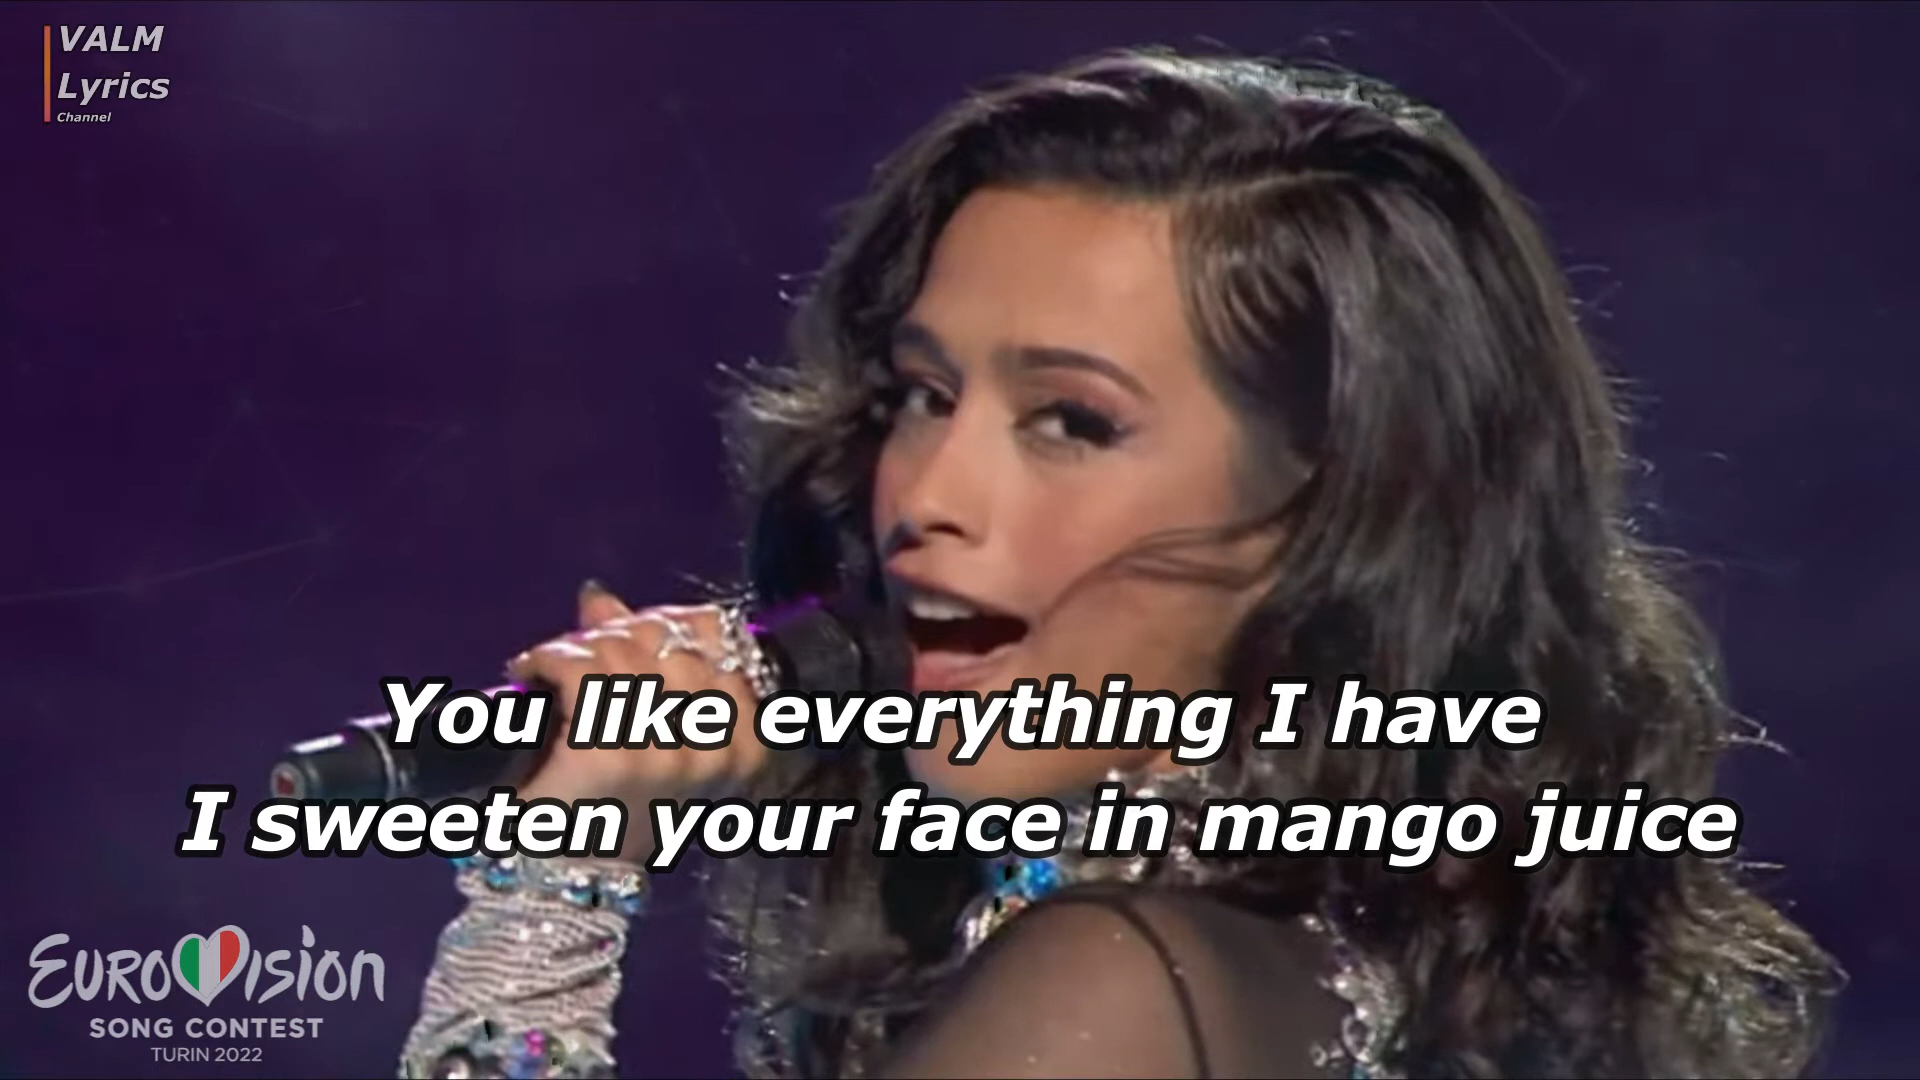 VALM
Lyrics
Channel
You like everything I have
I sweeten your face in mango juice
EUROVISION
SONG CONTEST
TURIN 2022